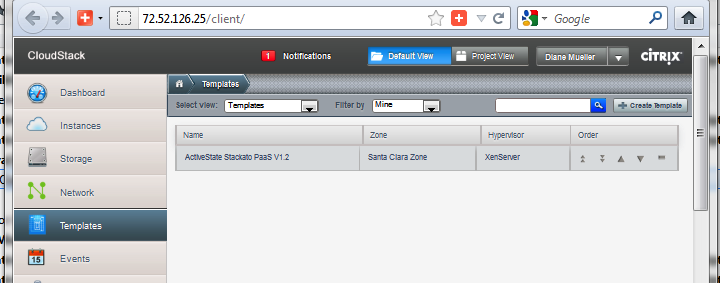 72.52.126.25/client/
Google
CloudStack
1 Notifications
Default View
Project View
Diane Mueller
CITRIX
Dashboard
Instances
Storage
Network
Templates
Events
15
Templates
Select view: Templates
Filter by Mine
Create Template
Name Zone Hypervisor Order
ActiveState Stackato PaaS V1.2 Santa Clara Zone XenServer